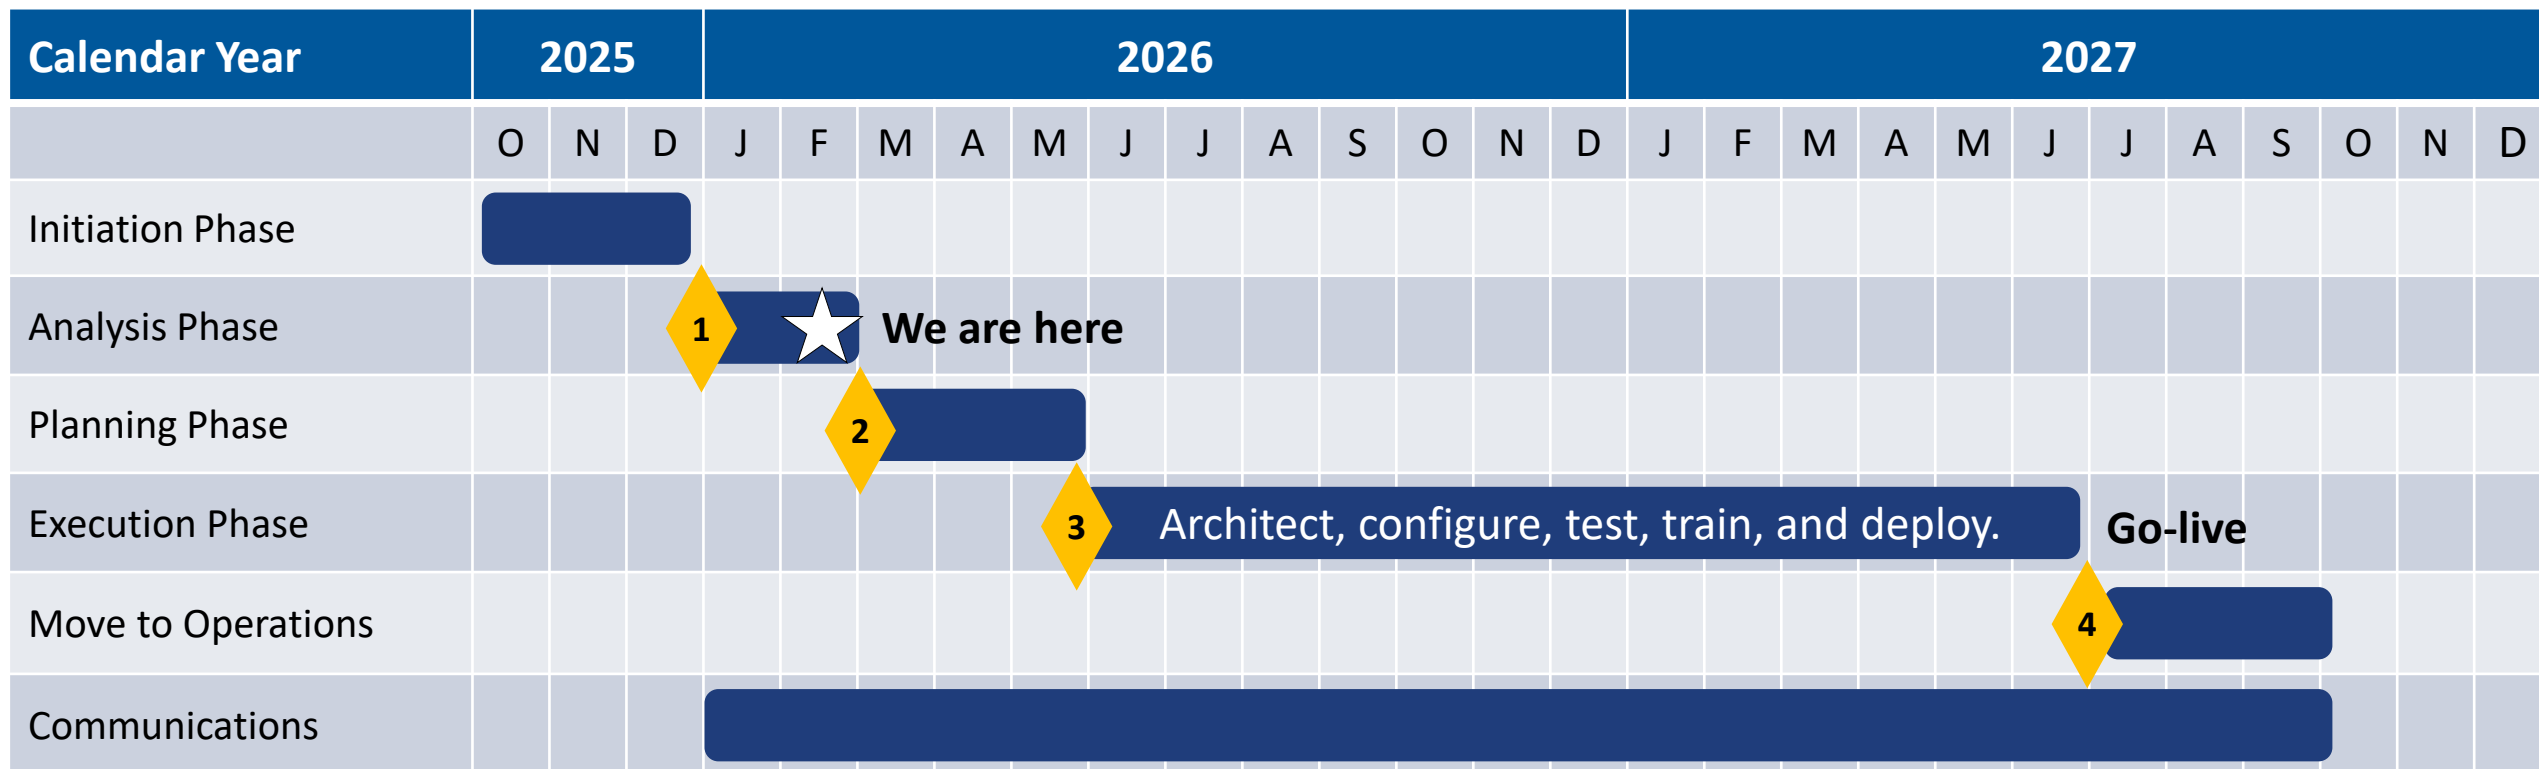 Calendar Year 2025 2026 2027
O N D J F M A M J J A S O N D J F M A M J J A S O N D
Initiation Phase
Analysis Phase 1 We are here
Planning Phase 2
Execution Phase 3 Architect, configure, test, train, and deploy. Go-live
Move to Operations 4
Communications